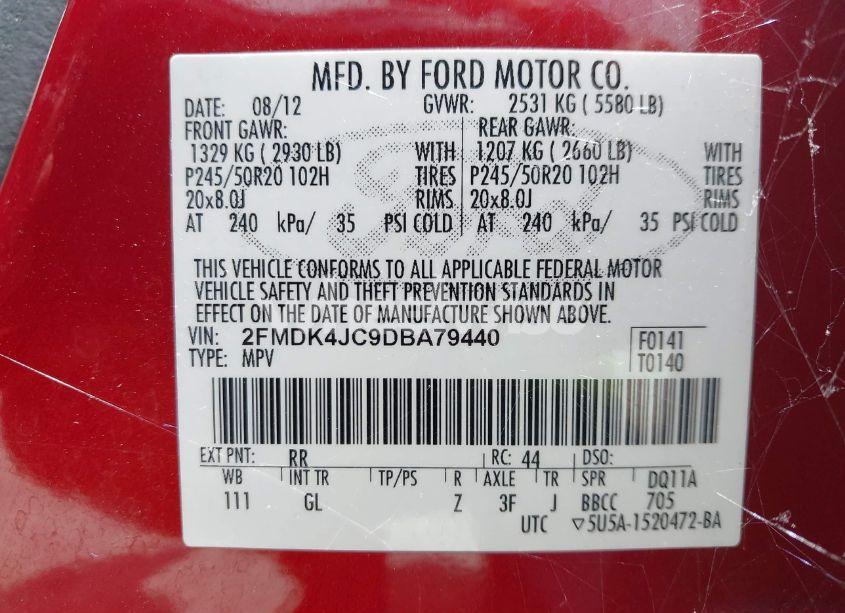 MFD. BY FORD MOTOR CO.
DATE: 08/12 GVWR: 2531 KG ( 5580 LB)
FRONT GAWR: REAR GAWR:
1329 KG ( 2930 LB) WITH 1207 KG ( 2660 LB) WITH
P245/50R20 102H TIRES P245/50R20 102H TIRES
20x8.0J RIMS 20x8.0J RIMS
AT 240 kPa/ 35 PSI COLD AT 240 kPa/ 35 PSI COLD
Ford
THIS VEHICLE CONFORMS TO ALL APPLICABLE FEDERAL MOTOR
VEHICLE SAFETY AND THEFT PREVENTION STANDARDS IN
EFFECT ON THE DATE OF MANUFACTURE SHOWN ABOVE.
VIN: 2FMDK4JC9DBA79440 F0141
TYPE: MPV T0140
EXT PNT: RR RC: 44 DSO:
WB INT TR TP/PS R AXLE TR SPR DQ11A
111 GL Z 3F J BBCC 705
UTC ▽5U5A-1520472-BA